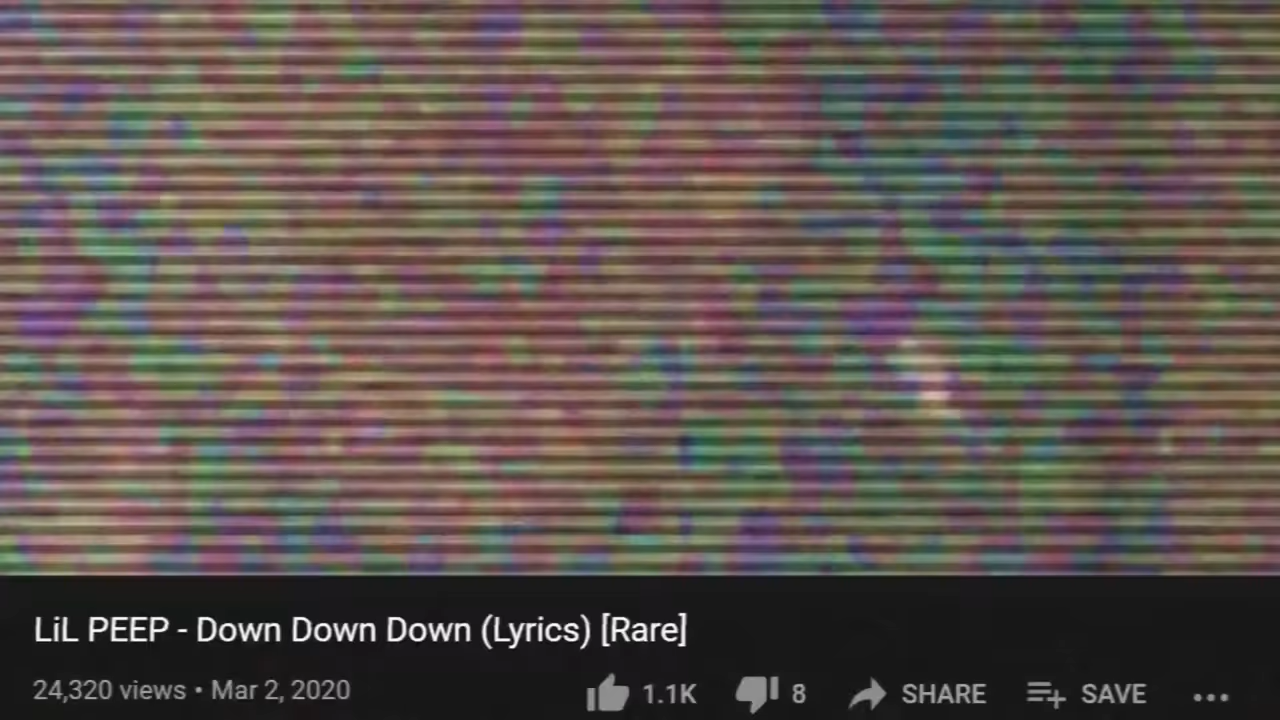 LiL PEEP - Down Down Down (Lyrics) [Rare]
24,320 views • Mar 2, 2020 1.1K 8 SHARE SAVE